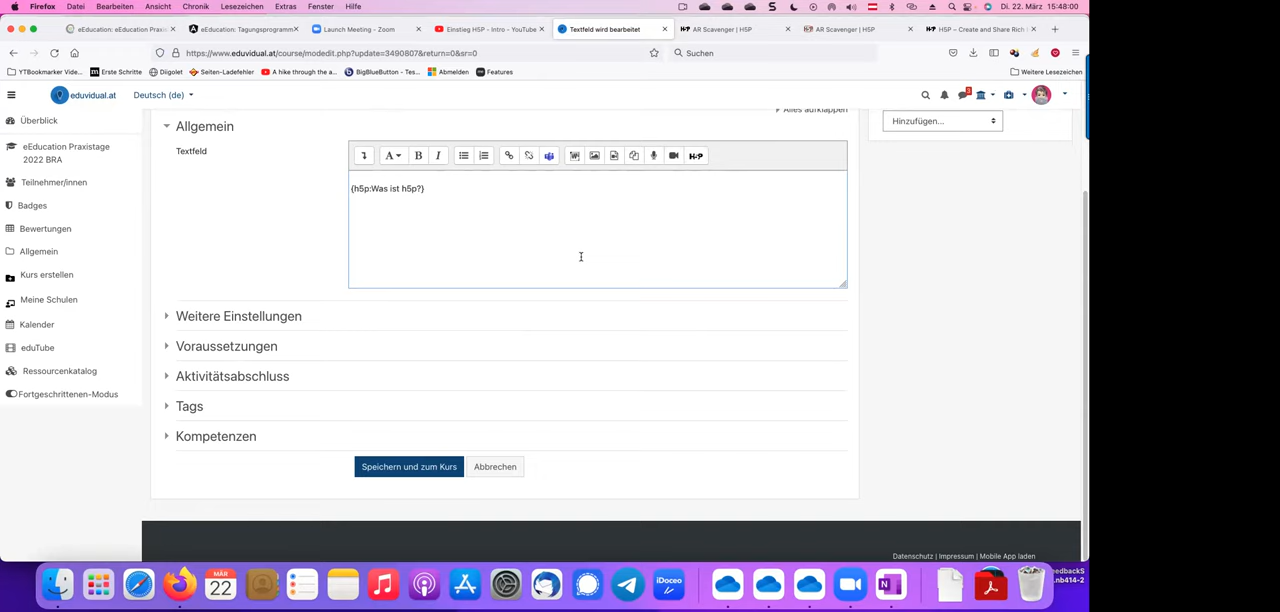 Firefox Datei Bearbeiten Ansicht Chronik Lesezeichen Extras Fenster Hilfe
Di. 22. März 15:48:00
eEducation: eEducation Praxis
eEducation: Tagungsprogramm
Launch Meeting - Zoom
Einstieg H5P - Intro - YouTube
Textfeld wird bearbeitet
AR Scavenger | H5P
AR Scavenger | H5P
H5P – Create and Share Rich
https://www.eduvidual.at/course/modedit.php?update=3490807&return=0&sr=0
Suchen
YTBookmarker Vide... Erste Schritte Diigolet Seiten-Ladefehler A hike through the a... BigBlueButton - Tes... Abmelden Features
Weitere Lesezeichen
eduvidual.at Deutsch (de)
3
Überblick
eEducation Praxistage
2022 BRA
Teilnehmer/innen
Badges
Bewertungen
Allgemein
Kurs erstellen
Meine Schulen
Kalender
eduTube
Ressourcenkatalog
Fortgeschrittenen-Modus
Alles aufklappen
Allgemein
Textfeld
A B I H5P
{h5p:Was ist h5p?}
Weitere Einstellungen
Voraussetzungen
Aktivitätsabschluss
Tags
Kompetenzen
Speichern und zum Kurs Abbrechen
Hinzufügen...
Datenschutz | Impressum | Mobile App laden
MÄR
22
iDoceo